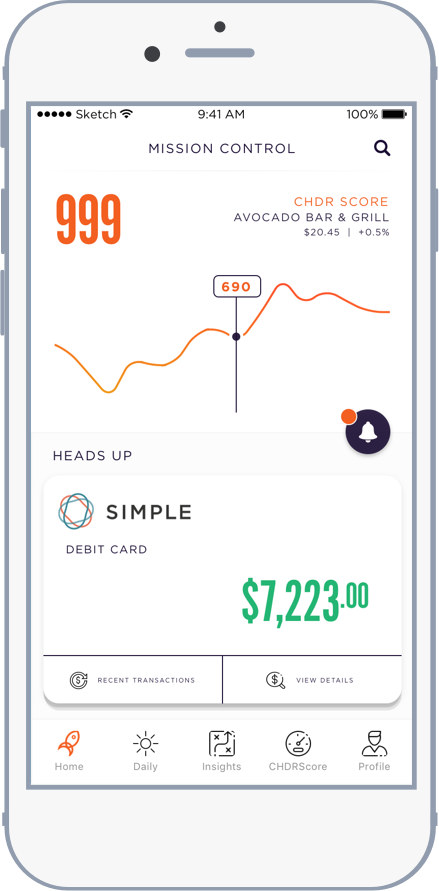 Sketch 9:41 AM 100%
MISSION CONTROL
999
CHDR SCORE
AVOCADO BAR & GRILL
$20.45 | +0.5%
690
HEADS UP
SIMPLE
DEBIT CARD
$7,223.00
RECENT TRANSACTIONS VIEW DETAILS
Home Daily Insights CHDRScore Profile